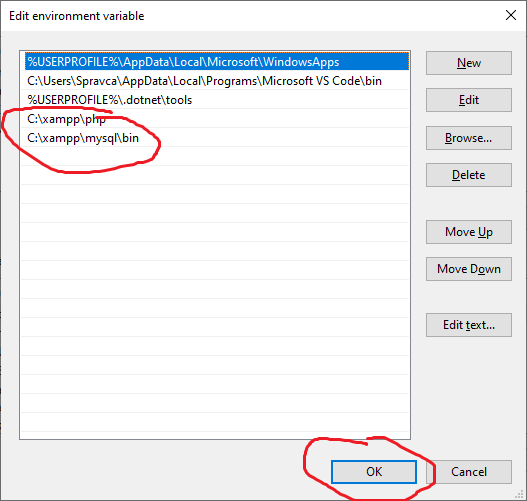 Edit environment variable
%USERPROFILE%\AppData\Local\Microsoft\WindowsApps
C:\Users\Spravca\AppData\Local\Programs\Microsoft VS Code\bin
%USERPROFILE%\.dotnet\tools
C:\xampp\php
C:\xampp\mysql\bin
New
Edit
Browse...
Delete
Move Up
Move Down
Edit text...
OK
Cancel